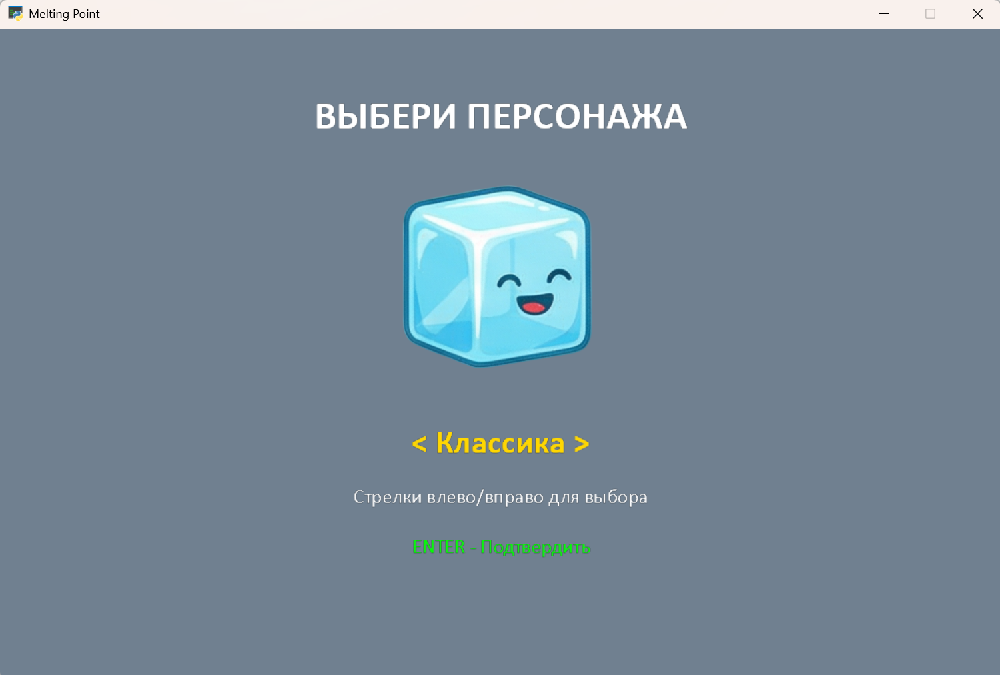 Melting Point
ВЫБЕРИ ПЕРСОНАЖА
< Классика >
Стрелки влево/вправо для выбора
ENTER - Подтвердить